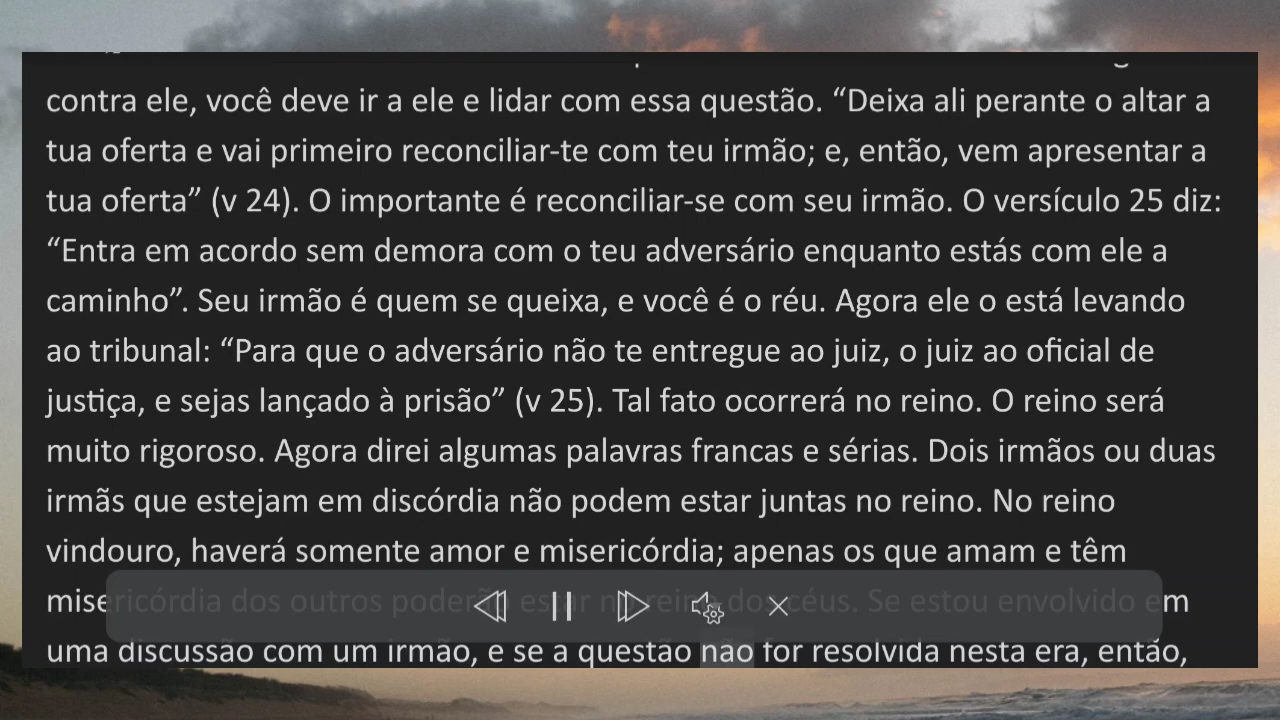 contra ele, você deve ir a ele e lidar com essa questão. “Deixa ali perante o altar a
tua oferta e vai primeiro reconciliar-te com teu irmão; e, então, vem apresentar a
tua oferta” (v 24). O importante é reconciliar-se com seu irmão. O versículo 25 diz:
“Entra em acordo sem demora com o teu adversário enquanto estás com ele a
caminho”. Seu irmão é quem se queixa, e você é o réu. Agora ele o está levando
ao tribunal: “Para que o adversário não te entregue ao juiz, o juiz ao oficial de
justiça, e sejas lançado à prisão” (v 25). Tal fato ocorrerá no reino. O reino será
muito rigoroso. Agora direi algumas palavras francas e sérias. Dois irmãos ou duas
irmãs que estejam em discórdia não podem estar juntas no reino. No reino
vindouro, haverá somente amor e misericórdia; apenas os que amam e têm
misericórdia dos outros poderão estar no reino dos céus. Se estou envolvido em
uma discussão com um irmão, e se a questão não for resolvida nesta era, então,